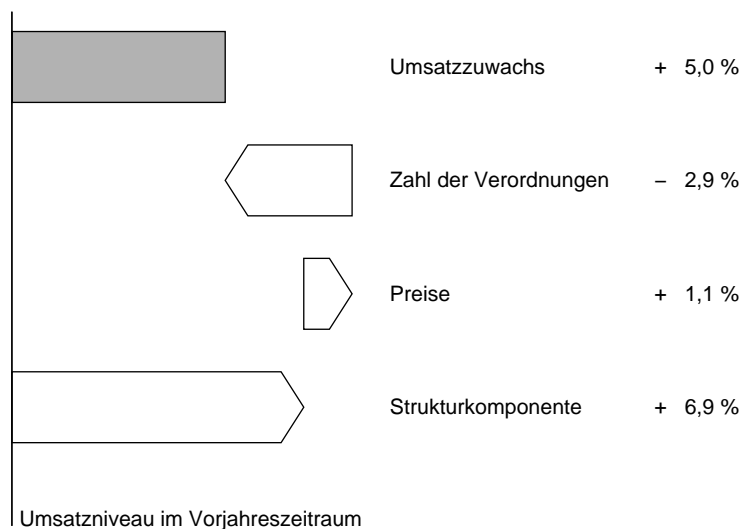 Umsatzzuwachs + 5,0 %
Zahl der Verordnungen – 2,9 %
Preise + 1,1 %
Strukturkomponente + 6,9 %
Umsatzniveau im Vorjahreszeitraum